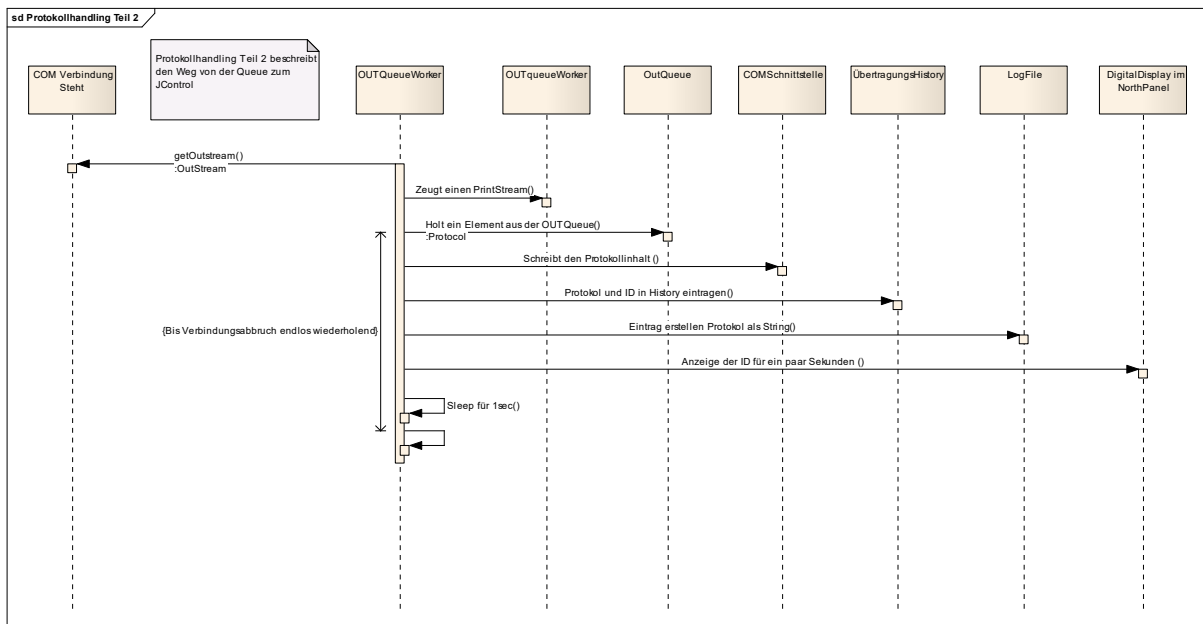 sd Protokollhandling Teil 2
Protokollhandling Teil 2 beschreibt
den Weg von der Queue zum
JControl
COM Verbindung
Steht
OUTQueueWorker
OUTqueueWorker
OutQueue
COMSchnittstelle
ÜbertragungsHistory
LogFile
DigitalDisplay im
NorthPanel
getOutstream()
:OutStream
Zeugt einen PrintStream()
Holt ein Element aus der OUTQueue()
:Protocol
Schreibt den Protokollinhalt ()
Protokol und ID in History eintragen()
{Bis Verbindungsabbruch endlos wiederholend}
Eintrag erstellen Protokol als String()
Anzeige der ID für ein paar Sekunden ()
Sleep für 1sec()